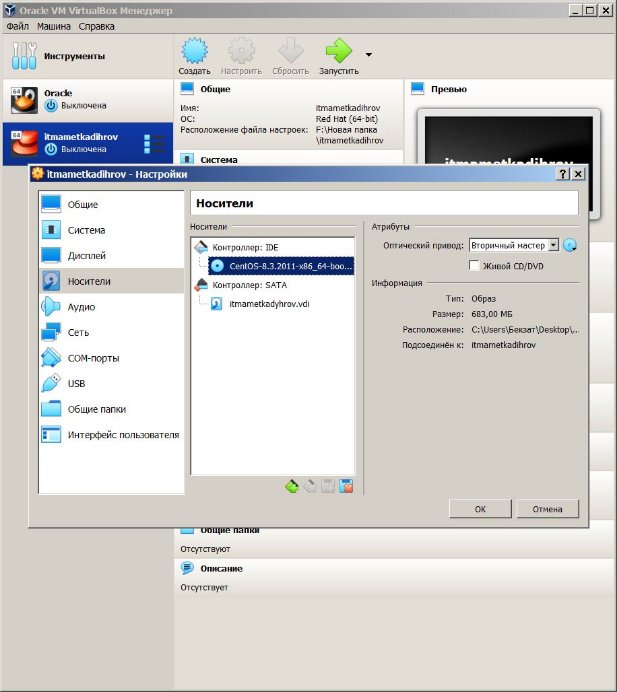 Oracle VM VirtualBox Менеджер
Файл Машина Справка
Инструменты
Создать Настроить Сбросить Запустить
64
Oracle
Выключена
64
itmametkadihrov
Выключена
Общие
Имя: itmametkadihrov
ОС: Red Hat (64-bit)
Расположение файла настроек: F:\Новая папка
\itmametkadihrov
Система
Превью
itmametkadihrov
itmametkadihrov - Настройки
Общие
Система
Дисплей
Носители
Аудио
Сеть
COM-порты
USB
Общие папки
Интерфейс пользователя
Носители
Носители
Контроллер: IDE
CentOS-8.3.2011-x86_64-boo...
Контроллер: SATA
itmametkadyhrov.vdi
Атрибуты
Оптический привод: Вторичный мастер
Живой CD/DVD
Информация
Тип: Образ
Размер: 683,00 МБ
Расположение: C:\Users\Бекзат\Desktop\...
Подсоединён к: itmametkadihrov
OK Отмена
Общие папки
Отсутствуют
Описание
Отсутствует